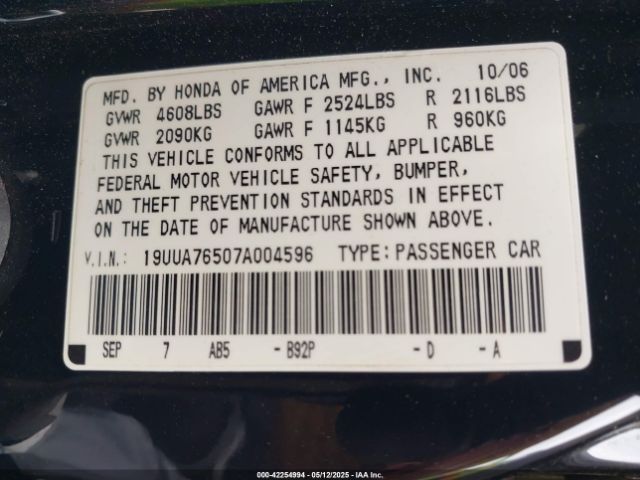 MFD. BY HONDA OF AMERICA MFG., INC. 10/06
GVWR 4608LBS GAWR F 2524LBS R 2116LBS
GVWR 2090KG GAWR F 1145KG R 960KG
THIS VEHICLE CONFORMS TO ALL APPLICABLE
FEDERAL MOTOR VEHICLE SAFETY, BUMPER,
AND THEFT PREVENTION STANDARDS IN EFFECT
ON THE DATE OF MANUFACTURE SHOWN ABOVE.
V.I.N.: 19UUA76507A004596 TYPE: PASSENGER CAR
SEP 7 AB5 -B92P -D -A
000-42254994 - 05/12/2025 - IAA Inc.